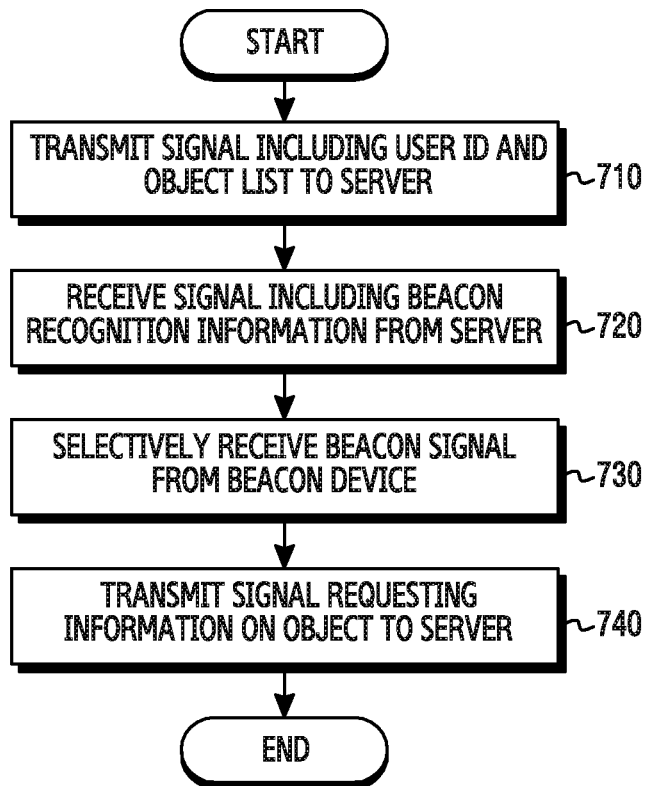 START
TRANSMIT SIGNAL INCLUDING USER ID AND
OBJECT LIST TO SERVER
710
RECEIVE SIGNAL INCLUDING BEACON
RECOGNITION INFORMATION FROM SERVER
720
SELECTIVELY RECEIVE BEACON SIGNAL
FROM BEACON DEVICE
730
TRANSMIT SIGNAL REQUESTING
INFORMATION ON OBJECT TO SERVER
740
END